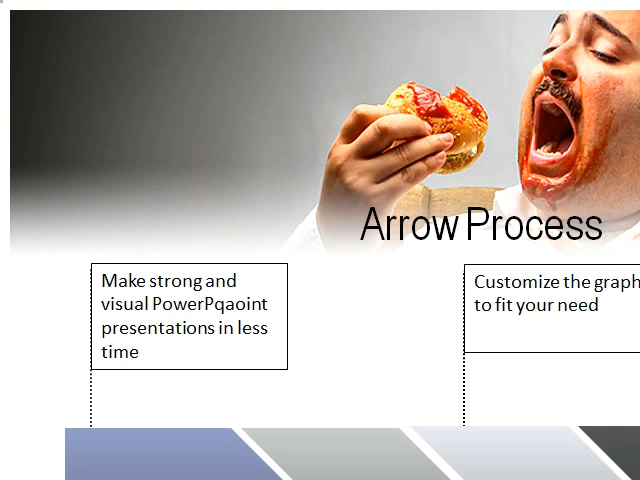 Arrow Process
Make strong and
visual PowerPqaoint
presentations in less
time
Customize the graph
to fit your need